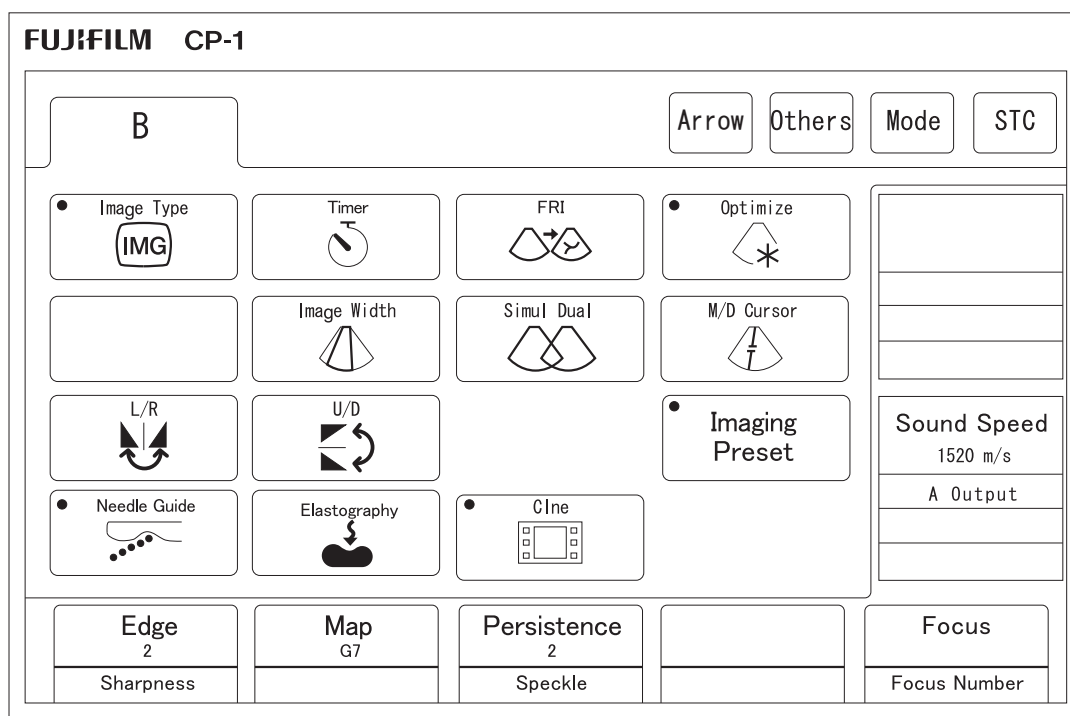 FUJIFILM CP-1
B
Arrow
Others
Mode
STC
Image Type
IMG
Timer
FRI
Optimize
Image Width
Simul Dual
M/D Cursor
L/R
U/D
Imaging
Preset
Sound Speed
1520 m/s
A Output
Needle Guide
Elastography
CIne
Edge
2
Sharpness
Map
G7
Persistence
2
Speckle
Focus
Focus Number